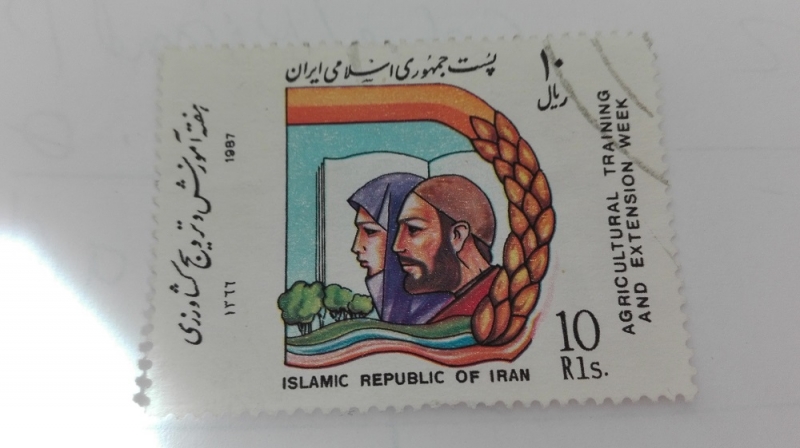 پست جمهوری اسلامی ایران
۱۰
ریال
هفته آموزش و ترویج کشاورزی
۱۳۶۶
1987
AGRICULTURAL TRAINING
AND EXTENSION WEEK
10
Rls.
ISLAMIC REPUBLIC OF IRAN